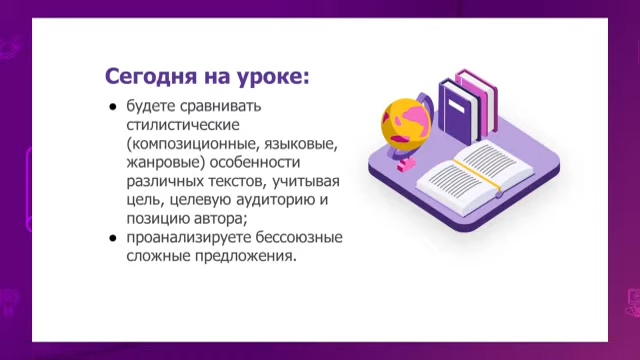 Сегодня на уроке:
● будете сравнивать
стилистические
(композиционные, языковые,
жанровые) особенности
различных текстов, учитывая
цель, целевую аудиторию и
позицию автора;
● проанализируете бессоюзные
сложные предложения.